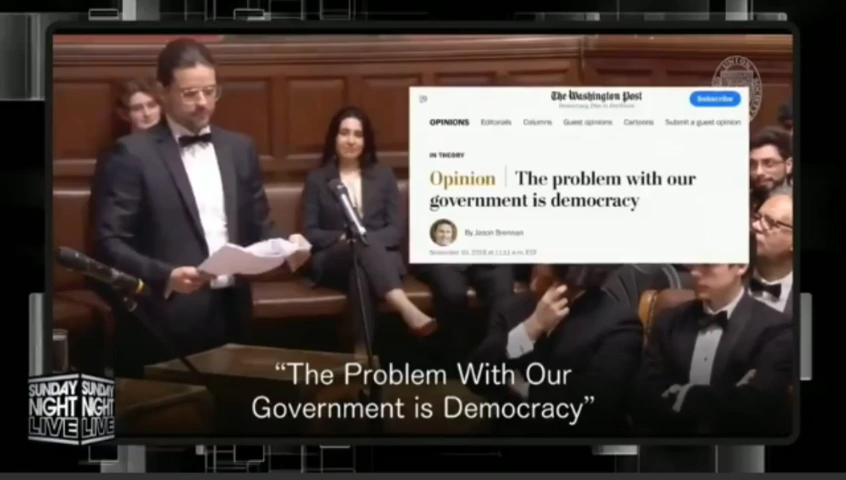 The Washington Post
Democracy Dies in Darkness
Subscribe
OPINIONS Editorials Columns Guest opinions Cartoons Submit a guest opinion
IN THEORY
Opinion | The problem with our
government is democracy
By Jason Brennan
UNION SOCIETY
“The Problem With Our
Government is Democracy”
SUNDAY NIGHT LIVE
SUNDAY NIGHT LIVE